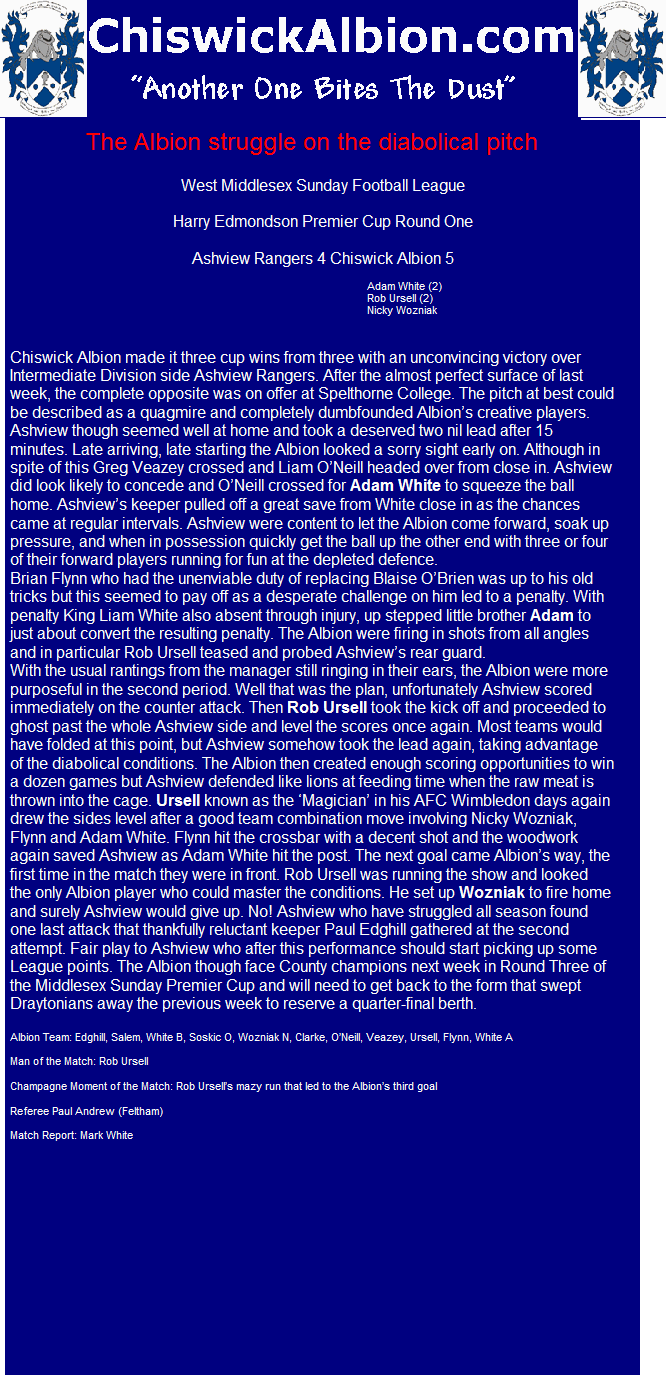 ChiswickAlbion.com
“Another One Bites The Dust”
The Albion struggle on the diabolical pitch
West Middlesex Sunday Football League
Harry Edmondson Premier Cup Round One
Ashview Rangers 4 Chiswick Albion 5
Adam White (2)
Rob Ursell (2)
Nicky Wozniak
Chiswick Albion made it three cup wins from three with an unconvincing victory over
Intermediate Division side Ashview Rangers. After the almost perfect surface of last
week, the complete opposite was on offer at Spelthorne College. The pitch at best could
be described as a quagmire and completely dumbfounded Albion’s creative players.
Ashview though seemed well at home and took a deserved two nil lead after 15
minutes. Late arriving, late starting the Albion looked a sorry sight early on. Although in
spite of this Greg Veazey crossed and Liam O’Neill headed over from close in. Ashview
did look likely to concede and O’Neill crossed for Adam White to squeeze the ball
home. Ashview’s keeper pulled off a great save from White close in as the chances
came at regular intervals. Ashview were content to let the Albion come forward, soak up
pressure, and when in possession quickly get the ball up the other end with three or four
of their forward players running for fun at the depleted defence.
Brian Flynn who had the unenviable duty of replacing Blaise O’Brien was up to his old
tricks but this seemed to pay off as a desperate challenge on him led to a penalty. With
penalty King Liam White also absent through injury, up stepped little brother Adam to
just about convert the resulting penalty. The Albion were firing in shots from all angles
and in particular Rob Ursell teased and probed Ashview’s rear guard.
With the usual rantings from the manager still ringing in their ears, the Albion were more
purposeful in the second period. Well that was the plan, unfortunately Ashview scored
immediately on the counter attack. Then Rob Ursell took the kick off and proceeded to
ghost past the whole Ashview side and level the scores once again. Most teams would
have folded at this point, but Ashview somehow took the lead again, taking advantage
of the diabolical conditions. The Albion then created enough scoring opportunities to win
a dozen games but Ashview defended like lions at feeding time when the raw meat is
thrown into the cage. Ursell known as the ‘Magician’ in his AFC Wimbledon days again
drew the sides level after a good team combination move involving Nicky Wozniak,
Flynn and Adam White. Flynn hit the crossbar with a decent shot and the woodwork
again saved Ashview as Adam White hit the post. The next goal came Albion’s way, the
first time in the match they were in front. Rob Ursell was running the show and looked
the only Albion player who could master the conditions. He set up Wozniak to fire home
and surely Ashview would give up. No! Ashview who have struggled all season found
one last attack that thankfully reluctant keeper Paul Edghill gathered at the second
attempt. Fair play to Ashview who after this performance should start picking up some
League points. The Albion though face County champions next week in Round Three of
the Middlesex Sunday Premier Cup and will need to get back to the form that swept
Draytonians away the previous week to reserve a quarter-final berth.
Albion Team: Edghill, Salem, White B, Soskic O, Wozniak N, Clarke, O'Neill, Veazey, Ursell, Flynn, White A
Man of the Match: Rob Ursell
Champagne Moment of the Match: Rob Ursell's mazy run that led to the Albion's third goal
Referee Paul Andrew (Feltham)
Match Report: Mark White